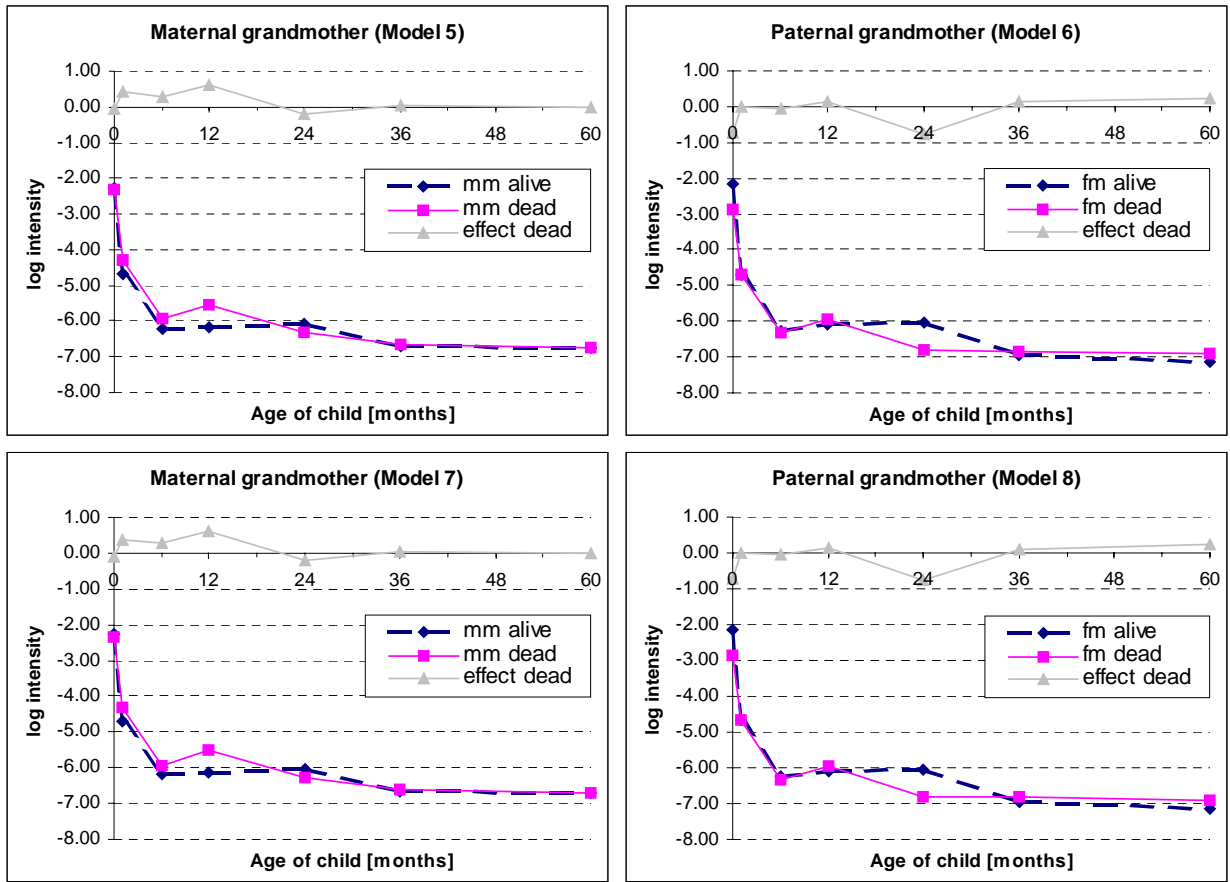 Maternal grandmother (Model 5)
1.00
0.00
-1.00
-2.00
-3.00
-4.00
-5.00
-6.00
-7.00
-8.00
0 12 24 36 48 60
log intensity
Age of child [months]
mm alive
mm dead
effect dead
Paternal grandmother (Model 6)
1.00
0.00
-1.00
-2.00
-3.00
-4.00
-5.00
-6.00
-7.00
-8.00
0 12 24 36 48 60
log intensity
Age of child [months]
fm alive
fm dead
effect dead
Maternal grandmother (Model 7)
1.00
0.00
-1.00
-2.00
-3.00
-4.00
-5.00
-6.00
-7.00
-8.00
0 12 24 36 48 60
log intensity
Age of child [months]
mm alive
mm dead
effect dead
Paternal grandmother (Model 8)
1.00
0.00
-1.00
-2.00
-3.00
-4.00
-5.00
-6.00
-7.00
-8.00
0 12 24 36 48 60
log intensity
Age of child [months]
fm alive
fm dead
effect dead